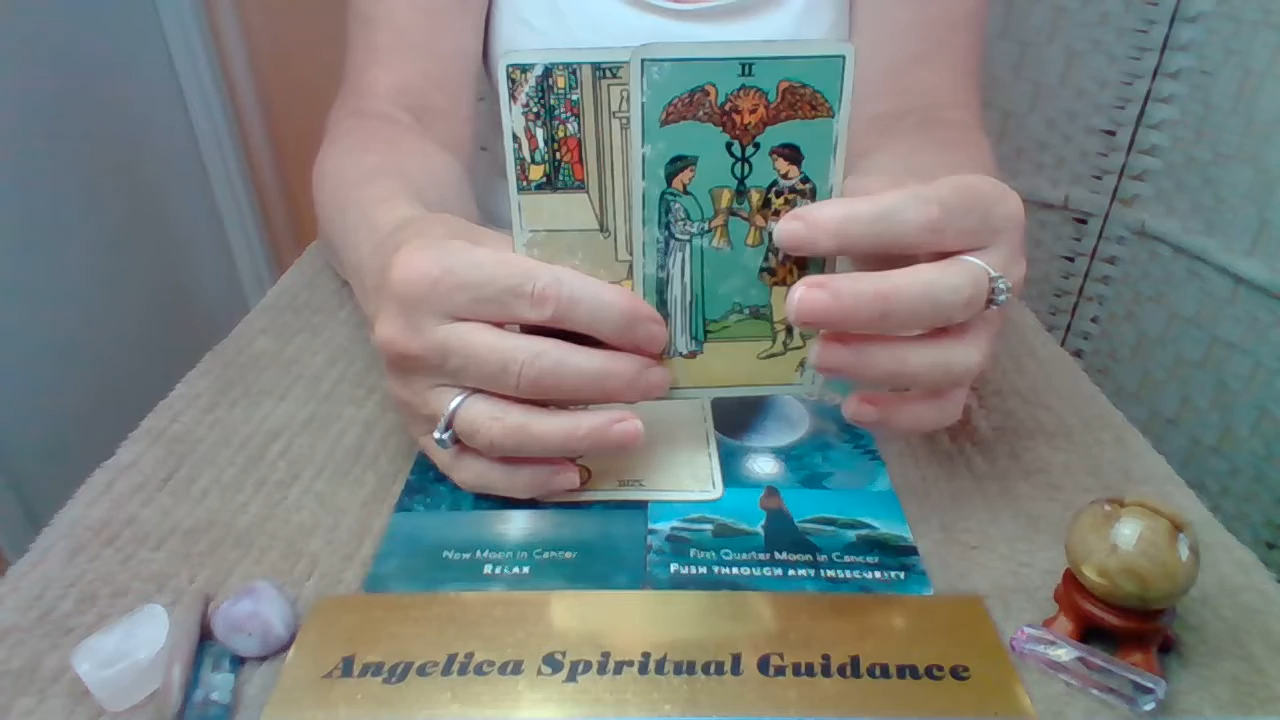 IV
II
New Moon in Cancer
RELAX
First Quarter Moon in Cancer
PUSH THROUGH ANY INSECURITY
Angelica Spiritual Guidance